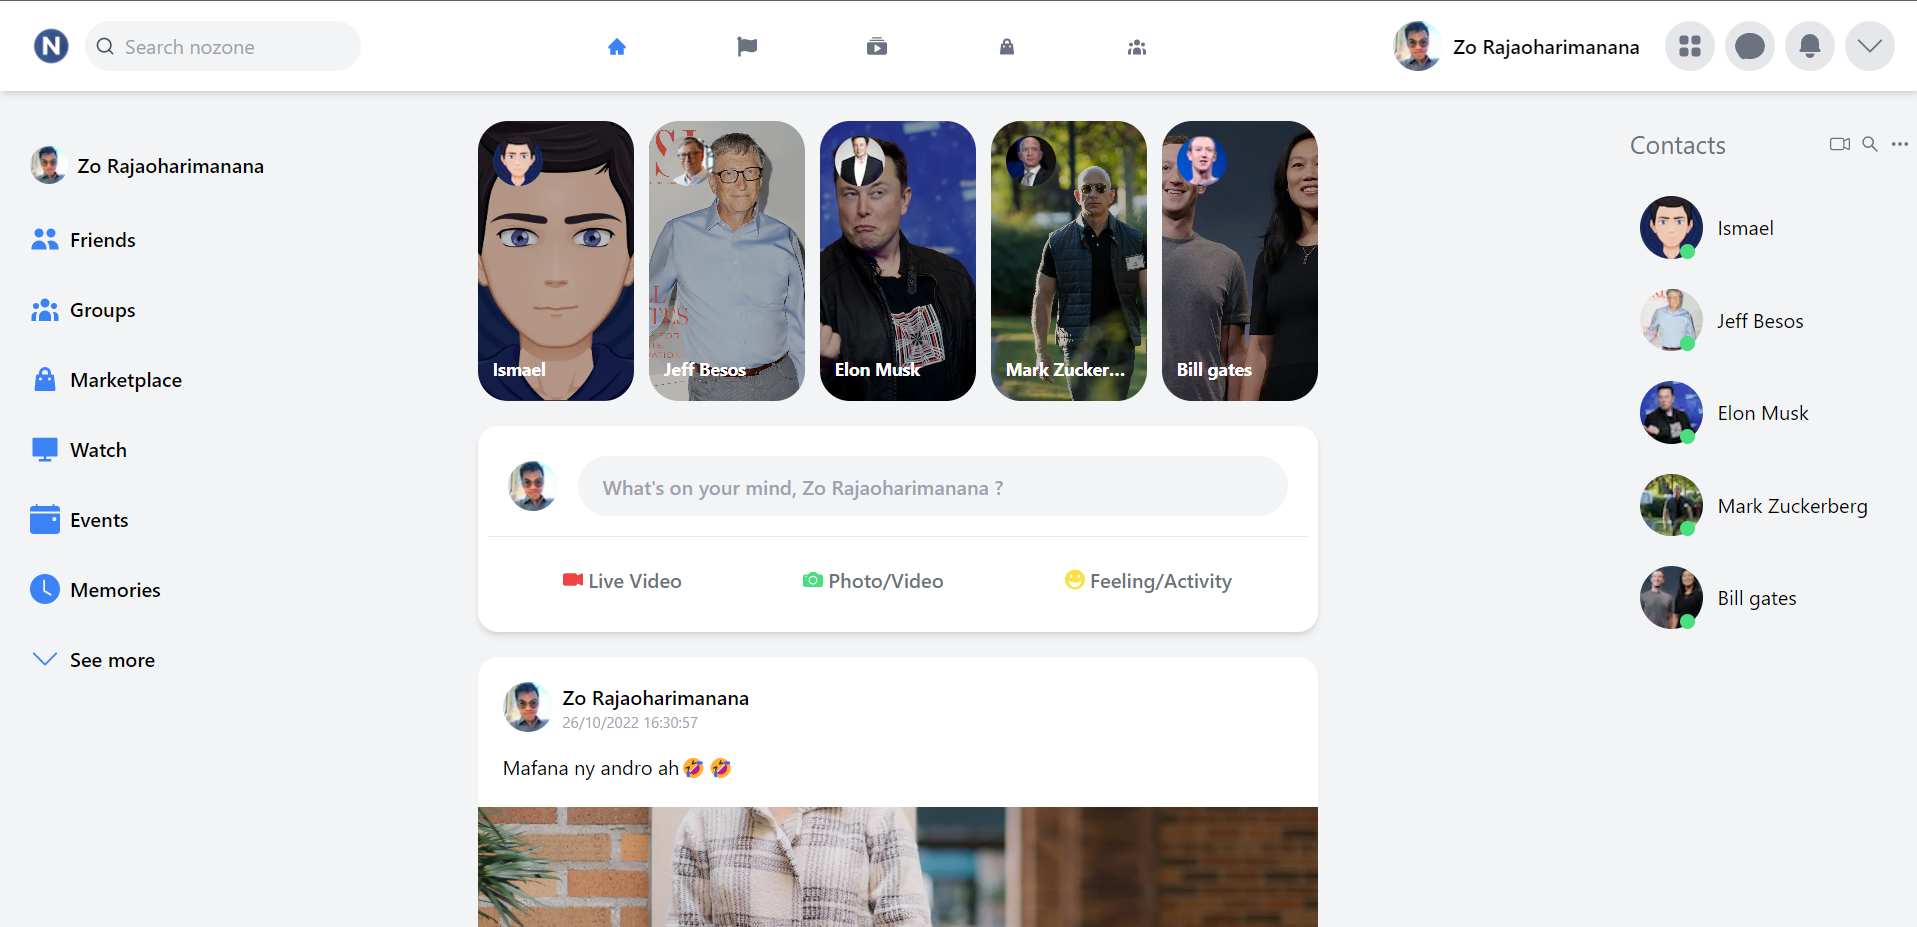 N
Search nozone
Zo Rajaoharimanana
Zo Rajaoharimanana
Friends
Groups
Marketplace
Watch
Events
Memories
See more
Ismael
Jeff Besos
Elon Musk
Mark Zucker...
Bill gates
What's on your mind, Zo Rajaoharimanana ?
Live Video
Photo/Video
Feeling/Activity
Zo Rajaoharimanana
26/10/2022 16:30:57
Mafana ny andro ah🤣 🤣
Contacts
Ismael
Jeff Besos
Elon Musk
Mark Zuckerberg
Bill gates